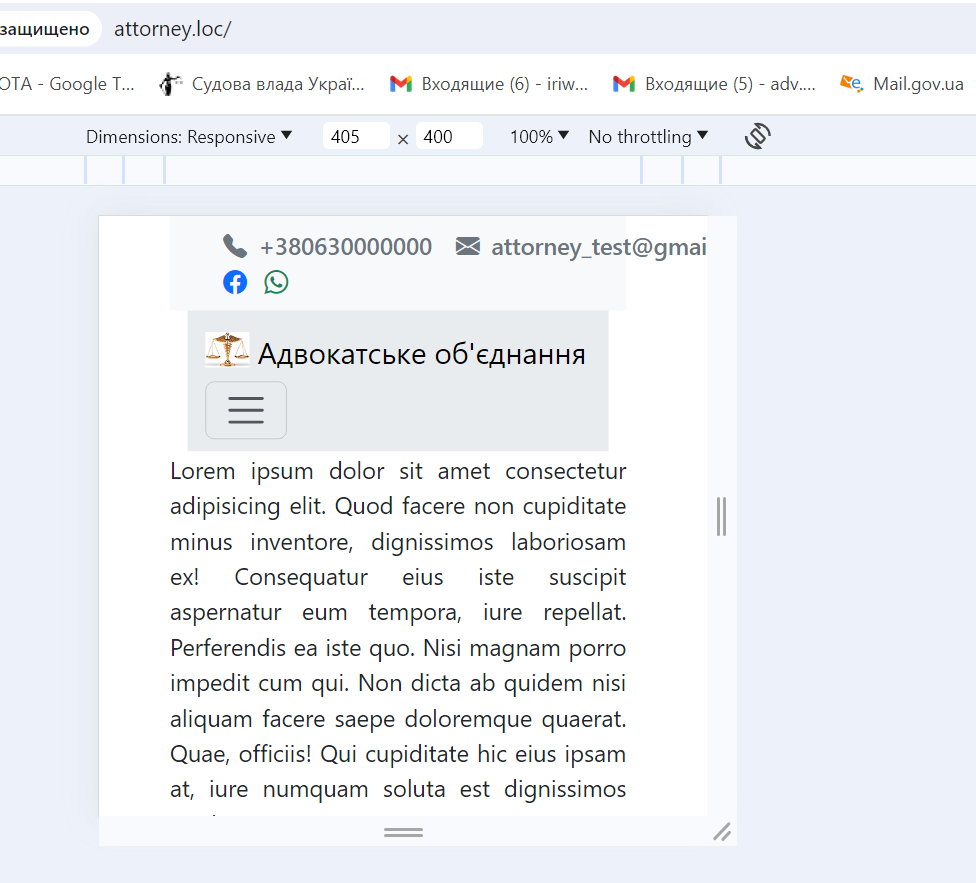 защищено attorney.loc/
ОТА - Google T... Судова влада Украї... Входящие (6) - iriw... Входящие (5) - adv.... Mail.gov.ua
Dimensions: Responsive 405 × 400 100% No throttling
+380630000000 attorney_test@gmai
Адвокатське об'єднання
Lorem ipsum dolor sit amet consectetur
adipisicing elit. Quod facere non cupiditate
minus inventore, dignissimos laboriosam
ex! Consequatur eius iste suscipit
aspernatur eum tempora, iure repellat.
Perferendis ea iste quo. Nisi magnam porro
impedit cum qui. Non dicta ab quidem nisi
aliquam facere saepe doloremque quaerat.
Quae, officiis! Qui cupiditate hic eius ipsam
at, iure numquam soluta est dignissimos